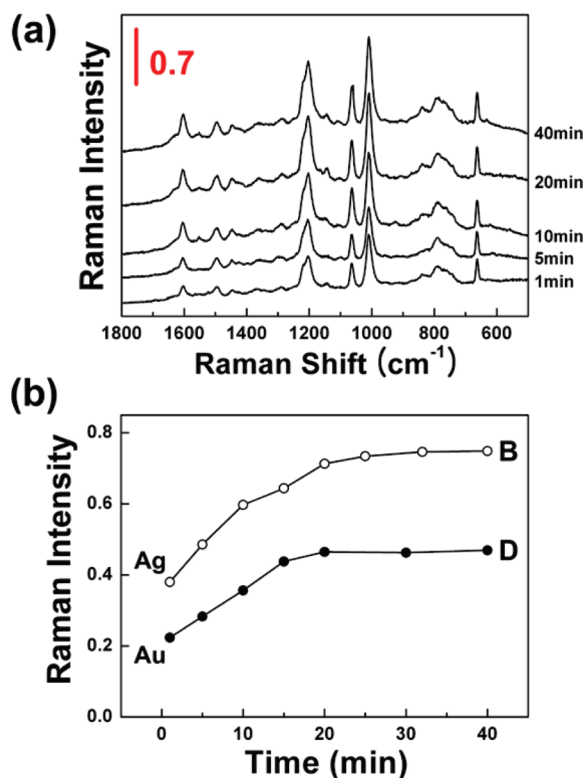 (a)
0.7
Raman Intensity
40min
20min
10min
5min
1min
1800 1600 1400 1200 1000 800 600
Raman Shift (cm⁻¹)
(b)
Raman Intensity
0.8
0.6
0.4
0.2
0.0
Ag
B
Au
D
0 10 20 30 40
Time (min)